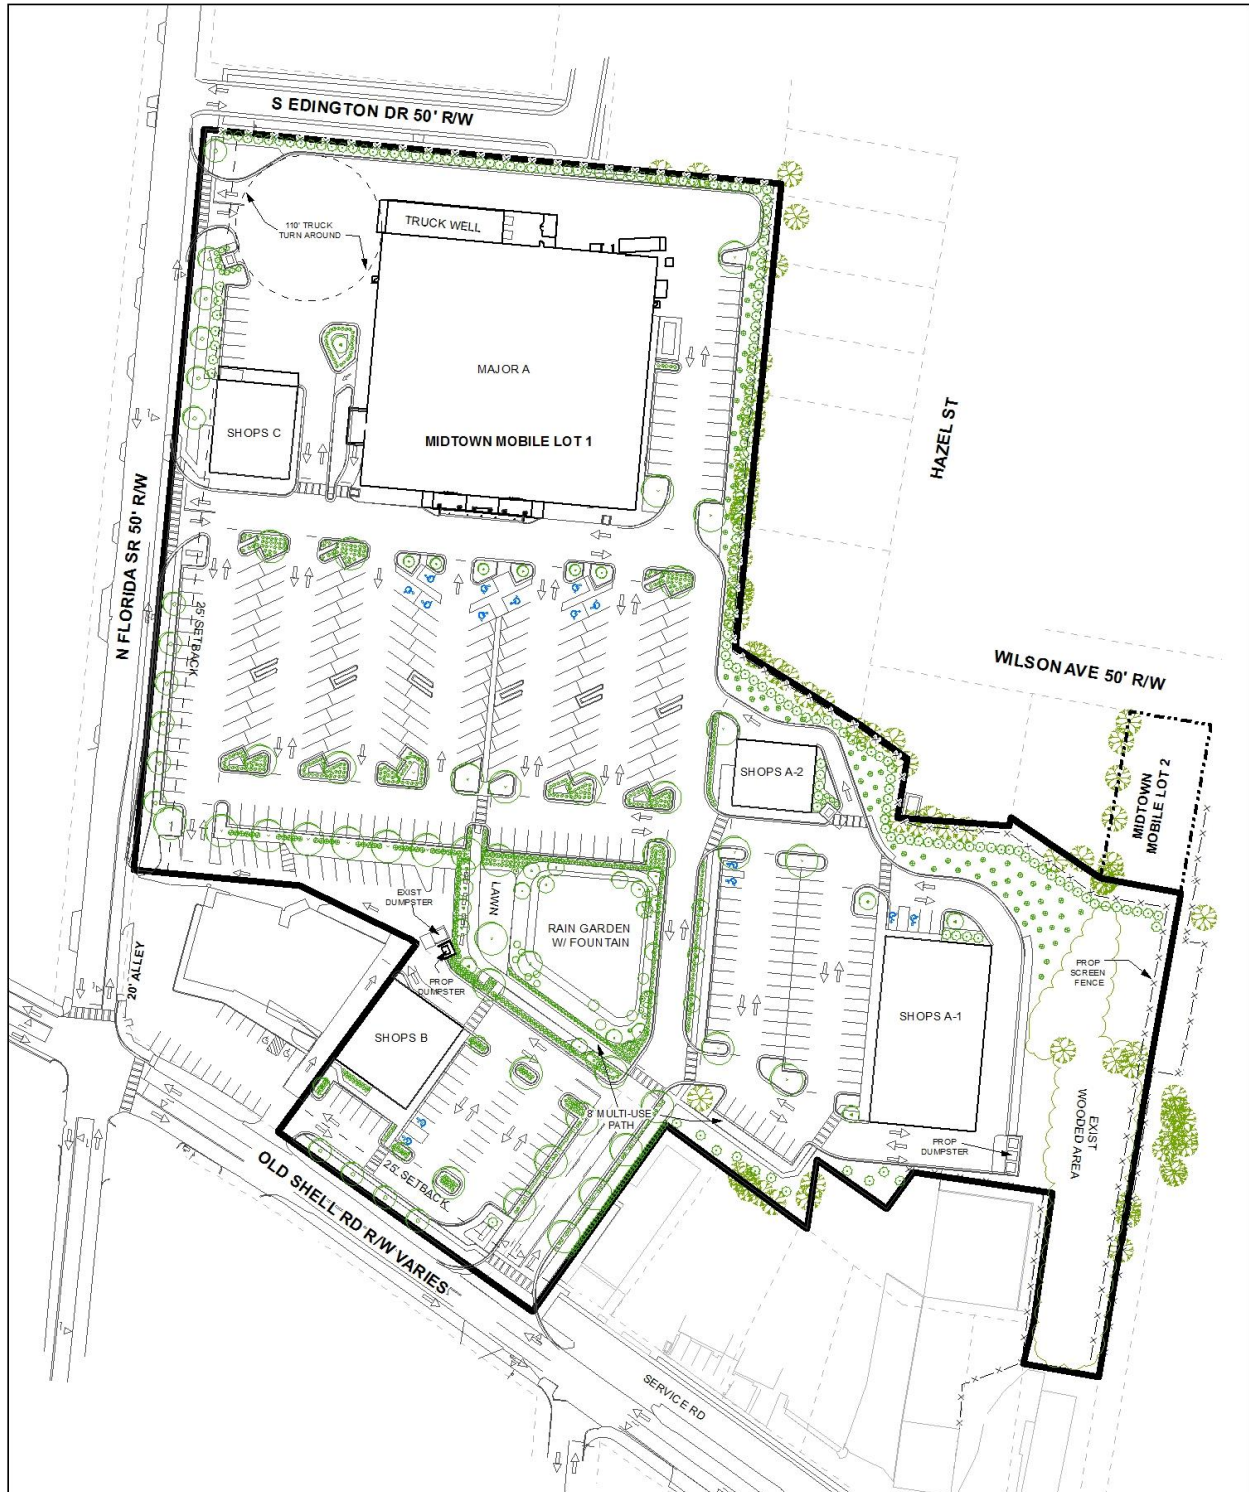 S EDINGTON DR 50' R/W
TRUCK WELL
110' TRUCK
TURN AROUND
MAJOR A
SHOPS C
MIDTOWN MOBILE LOT 1
HAZEL ST
N FLORIDA SR 50' R/W
25' SETBACK
WILSON AVE 50' R/W
MIDTOWN
MOBILE LOT 2
SHOPS A-2
EXIST
DUMPSTER
LAWN
RAIN GARDEN
W/ FOUNTAIN
20' ALLEY
PROP
DUMPSTER
PROP
SCREEN
FENCE
SHOPS B
SHOPS A-1
8' MULTI-USE
PATH
EXIST
WOODED AREA
PROP
DUMPSTER
25' SETBACK
OLD SHELL RD R/W VARIES
SERVICE RD